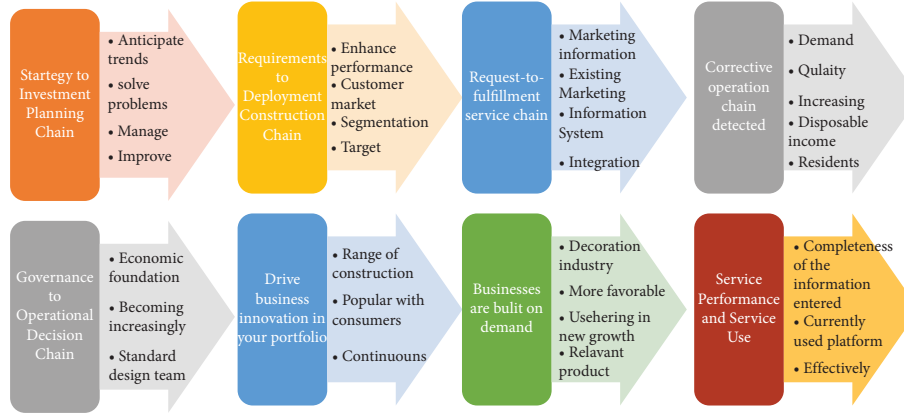 Startegy to
Investment
Planning
Chain
• Anticipate
trends
• solve
problems
• Manage
• Improve
Requirements
to
Deployment
Construction
Chain
• Enhance
performance
• Customer
market
• Segmentation
• Target
Request-to-
fulfillment
service chain
• Marketing
information
• Existing
Marketing
• Information
System
• Integration
Corrective
operation
chain
detected
• Demand
• Qulaity
• Increasing
• Disposable
income
• Residents
Governance
to
Operational
Decision
Chain
• Economic
foundation
• Becoming
increasingly
• Standard
design team
Drive
business
innovation in
your portfolio
• Range of
construction
• Popular with
consumers
• Continuouns
Businesses
are bulit on
demand
• Decoration
industry
• More favorable
• Usehering in
new growth
• Relavant
product
Service
Performance
and Service
Use
• Completeness
of the
information
entered
• Currently
used platform
• Effectively